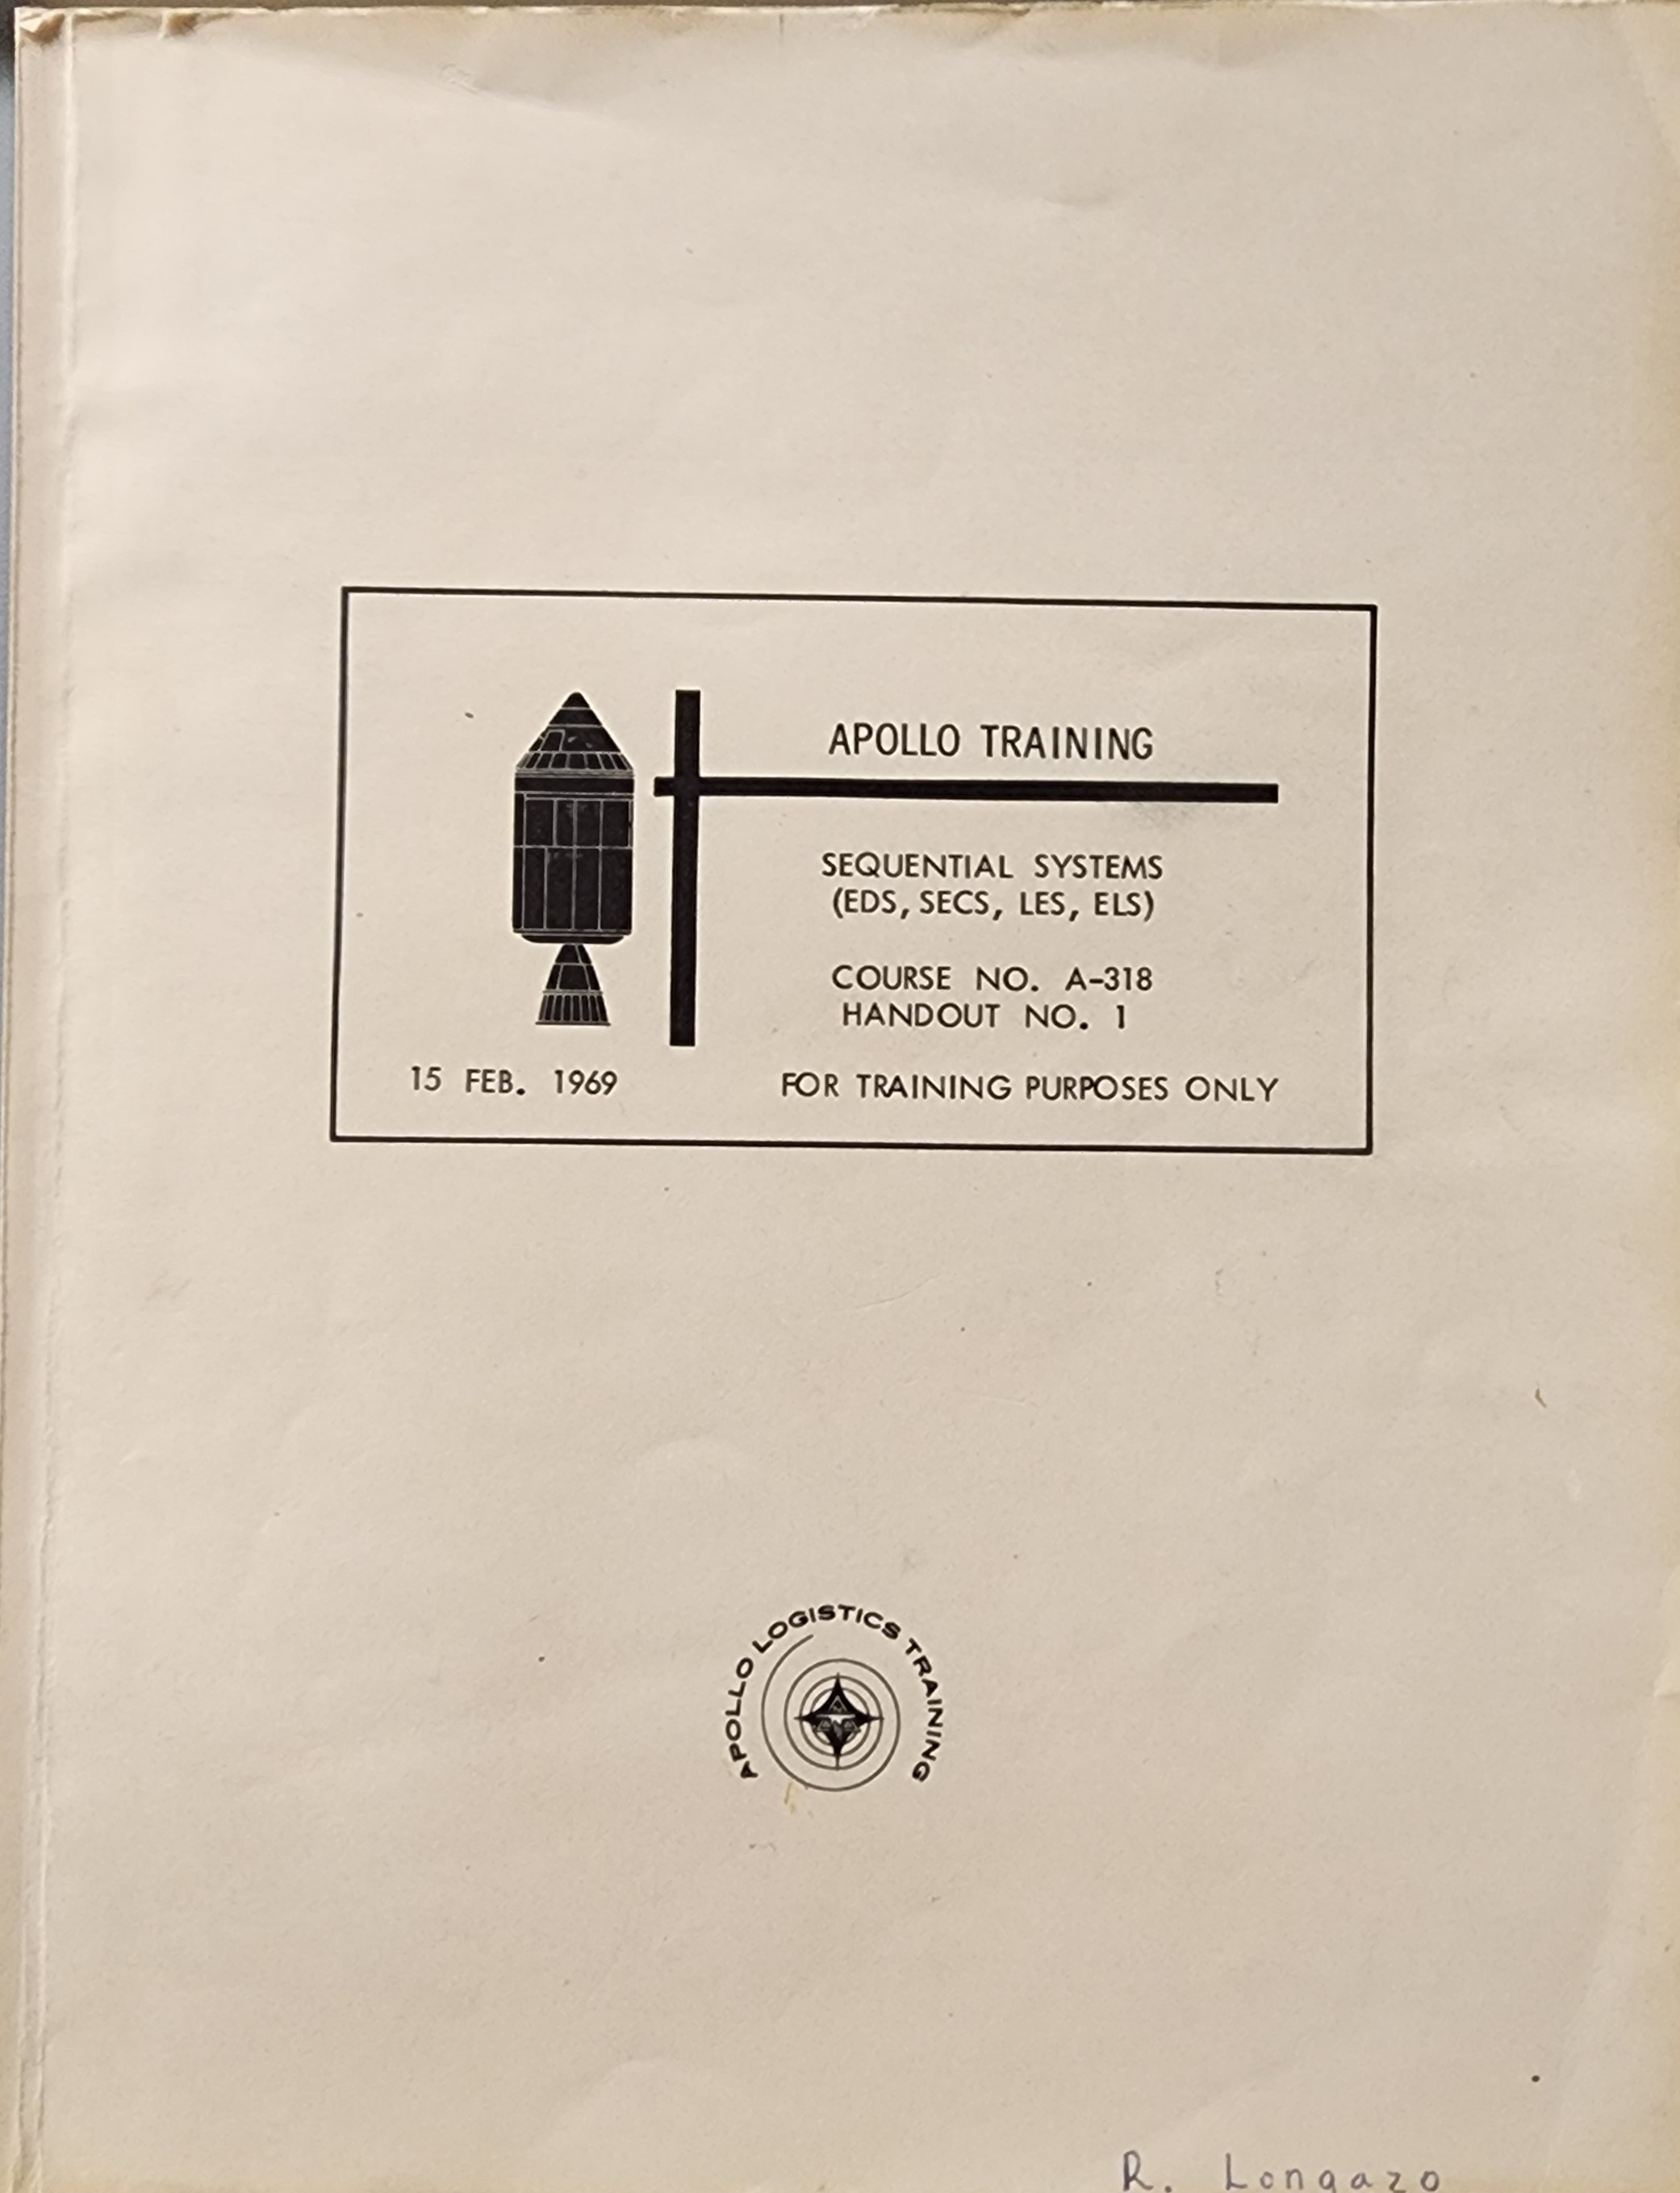 APOLLO TRAINING
SEQUENTIAL SYSTEMS
(EDS, SECS, LES, ELS)
COURSE NO. A-318
HANDOUT NO. 1
15 FEB. 1969
FOR TRAINING PURPOSES ONLY
APOLLO LOGISTICS TRAINING
R. Longazo